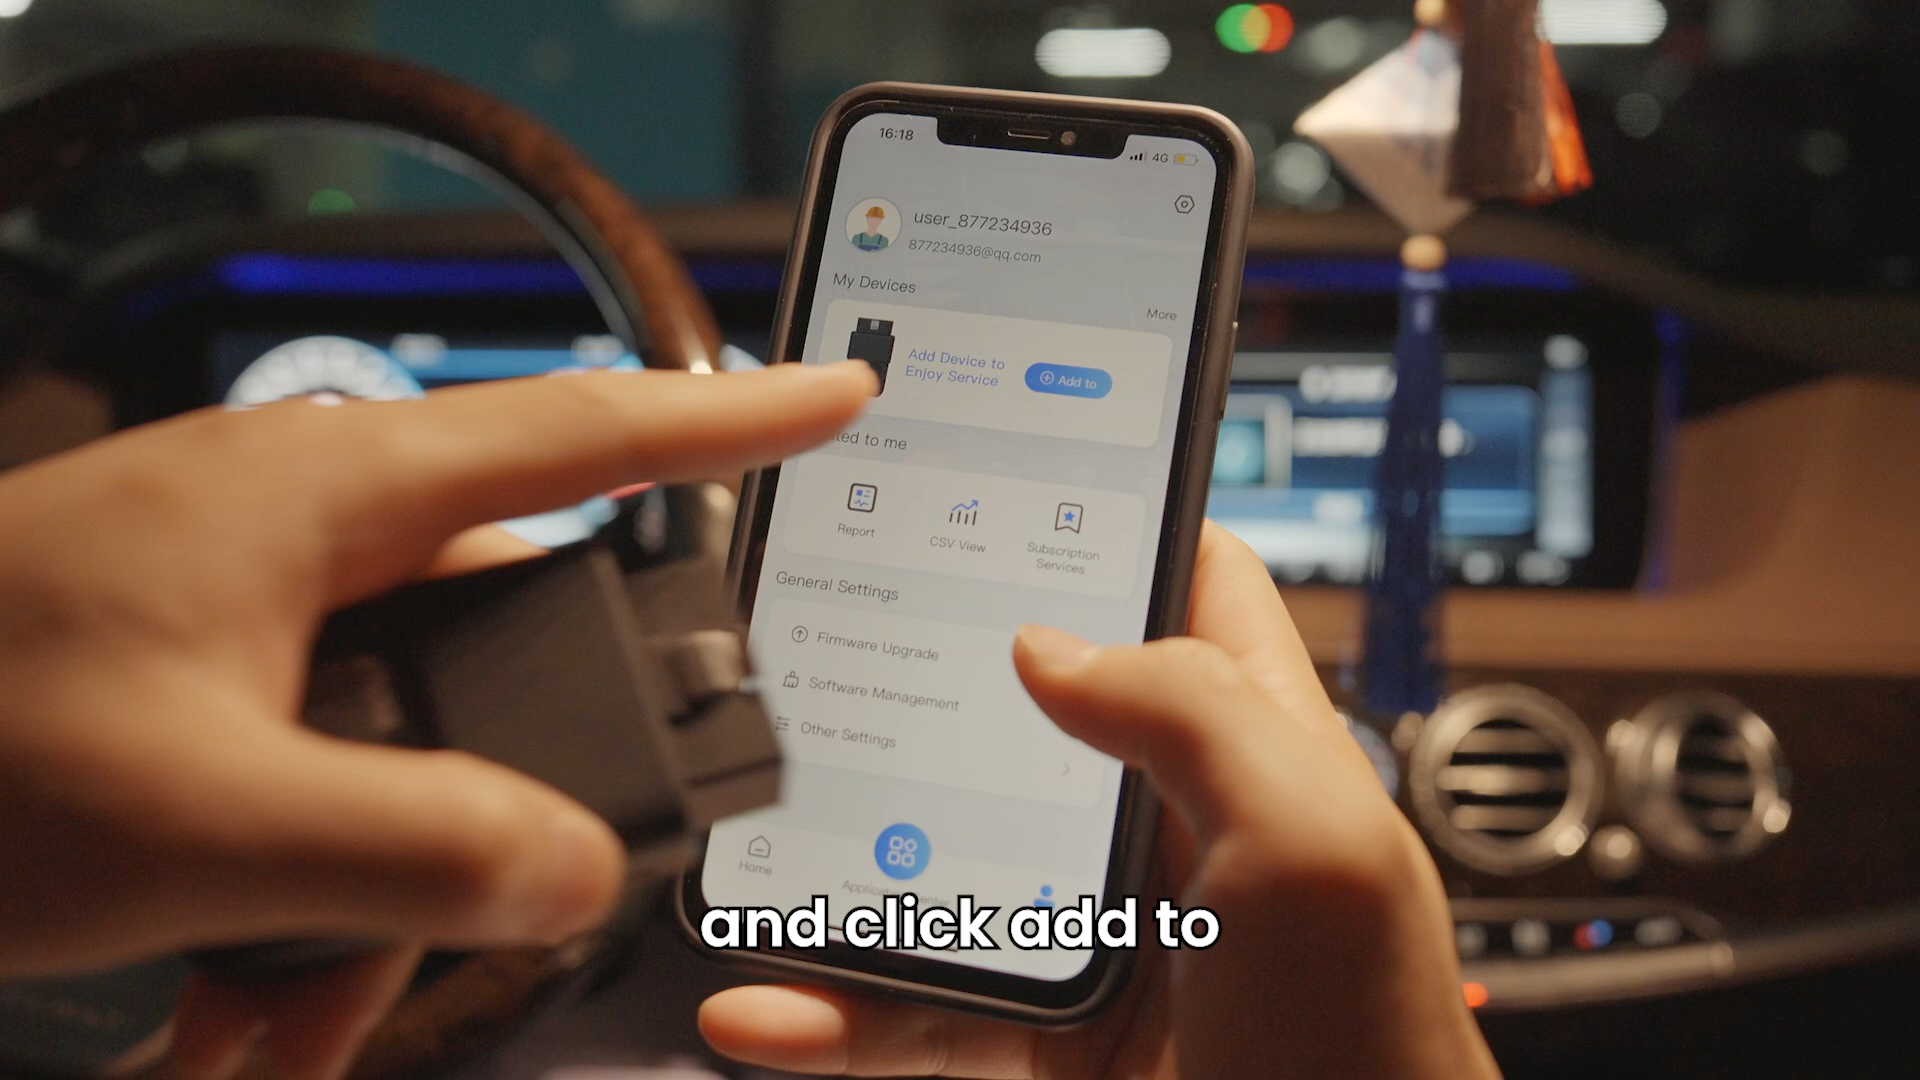 16:18
4G
user_877234936
877234936@qq.com
My Devices
More
Add Device to
Enjoy Service
Add to
to me
Report
CSV View
Subscription
Services
General Settings
Firmware Upgrade
Software Management
Other Settings
Home
and click add to